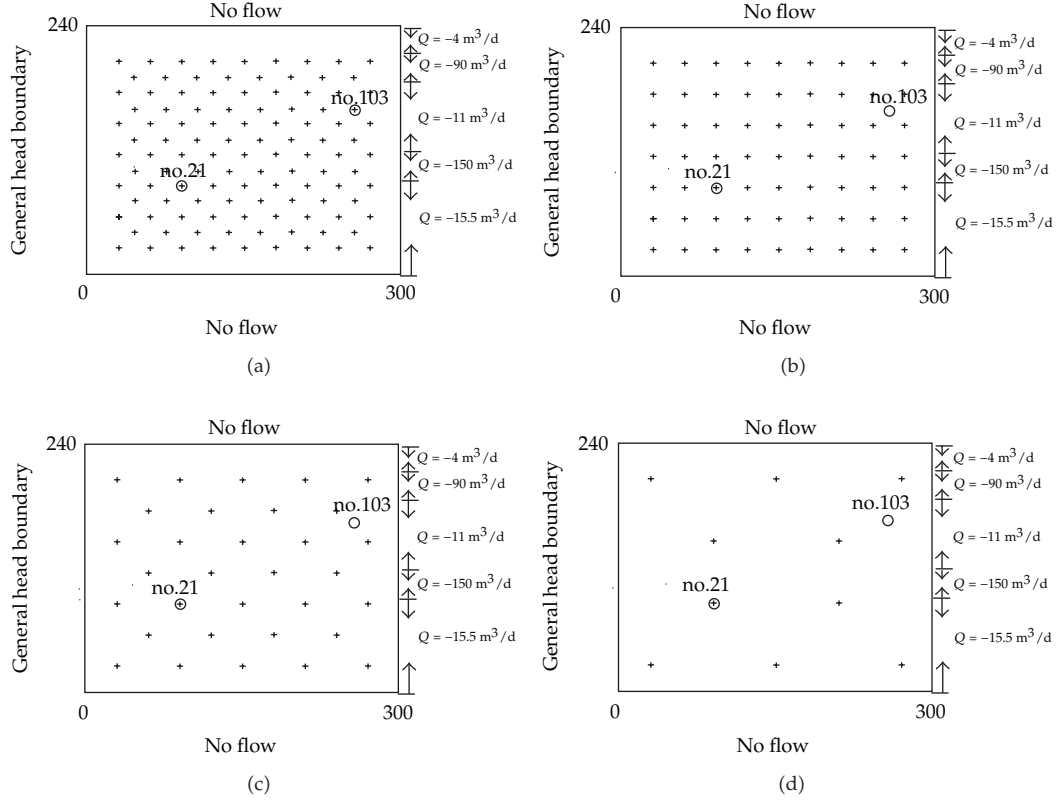 No flow
240
General head boundary
Q = −4 m³/d
Q = −90 m³/d
no.103
Q = −11 m³/d
no.21
Q = −150 m³/d
Q = −15.5 m³/d
0
300
No flow
(a)
No flow
240
General head boundary
Q = −4 m³/d
Q = −90 m³/d
no.103
Q = −11 m³/d
no.21
Q = −150 m³/d
Q = −15.5 m³/d
0
300
No flow
(b)
No flow
240
General head boundary
Q = −4 m³/d
Q = −90 m³/d
no.103
Q = −11 m³/d
no.21
Q = −150 m³/d
Q = −15.5 m³/d
0
300
No flow
(c)
No flow
240
General head boundary
Q = −4 m³/d
Q = −90 m³/d
no.103
Q = −11 m³/d
no.21
Q = −150 m³/d
Q = −15.5 m³/d
0
300
No flow
(d)